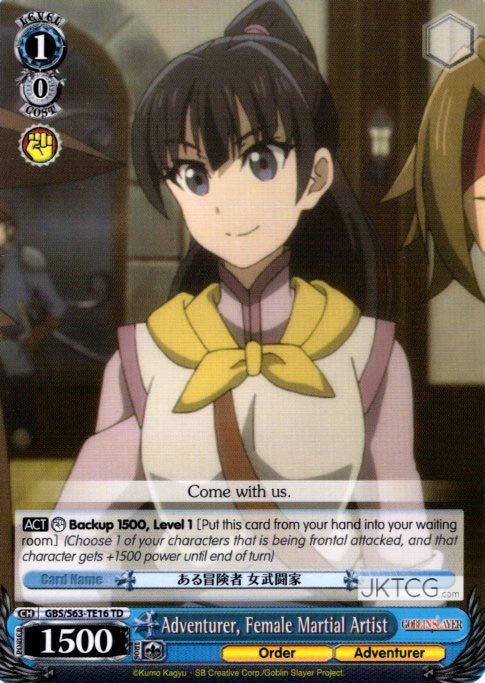 LEVEL
1
0
COST
Come with us.
ACT Backup 1500, Level 1 [Put this card from your hand into your waiting
room] (Choose 1 of your characters that is being frontal attacked, and that
character gets +1500 power until end of turn)
Card Name ある冒険者 女武闘家
JKTCG.com
CH GBS/S63-TE16 TD
POWER 1500 SOUL Adventurer, Female Martial Artist GOBLIN SLAYER
Order Adventurer
©Kumo Kagyu・SB Creative Corp./Goblin Slayer Project.